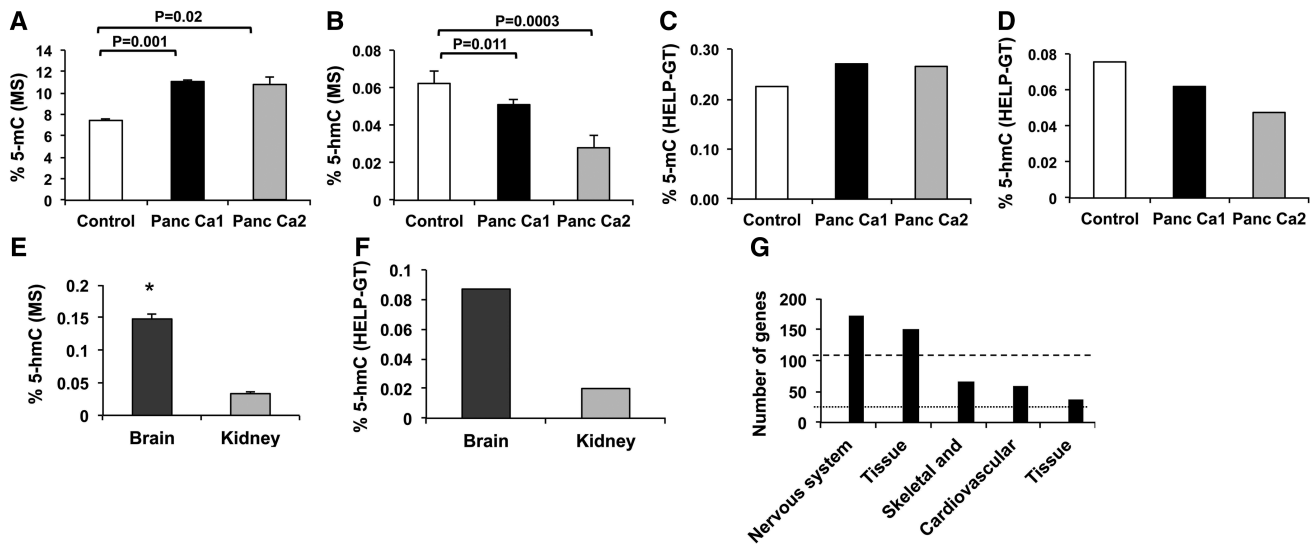 A
P=0.02
P=0.001
% 5-mC (MS)
14
12
10
8
6
4
2
0
Control Panc Ca1 Panc Ca2
B
P=0.0003
P=0.011
% 5-hmC (MS)
0.08
0.06
0.04
0.02
0
Control Panc Ca1 Panc Ca2
C
% 5-mC (HELP-GT)
0.30
0.20
0.10
0.00
Control Panc Ca1 Panc Ca2
D
% 5-hmC (HELP-GT)
0.08
0.06
0.04
0.02
0
Control Panc Ca1 Panc Ca2
E
% 5-hmC (MS)
0.2
0.15
0.1
0.05
0
*
Brain Kidney
F
% 5-hmC (HELP-GT)
0.1
0.08
0.06
0.04
0.02
0
Brain Kidney
G
Number of genes
200
150
100
50
0
Nervous system
Tissue
Skeletal and
Cardiovascular
Tissue